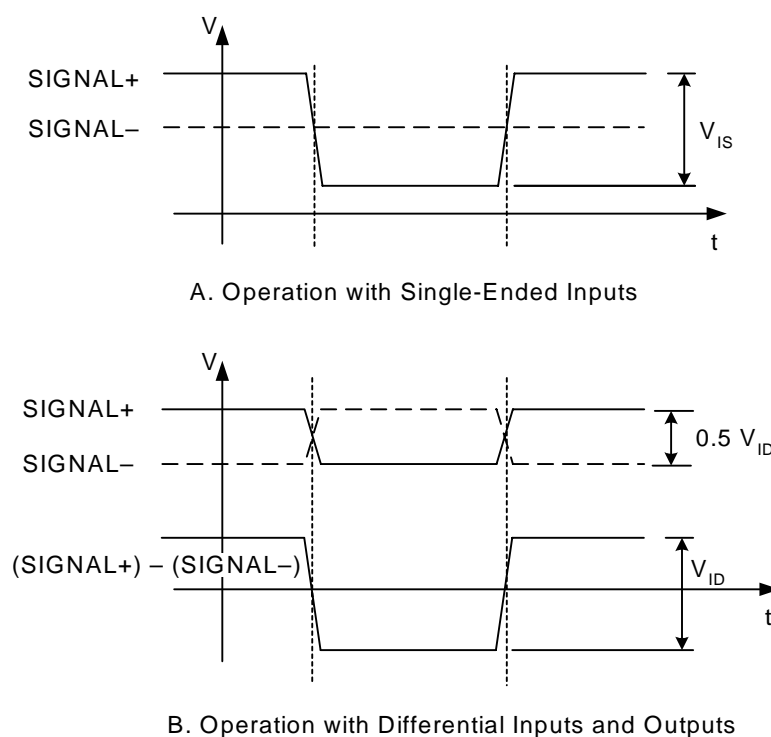 V
SIGNAL+
SIGNAL–
V_IS
t
A. Operation with Single-Ended Inputs
V
SIGNAL+
0.5 V_ID
SIGNAL–
(SIGNAL+) – (SIGNAL–)
V_ID
t
B. Operation with Differential Inputs and Outputs